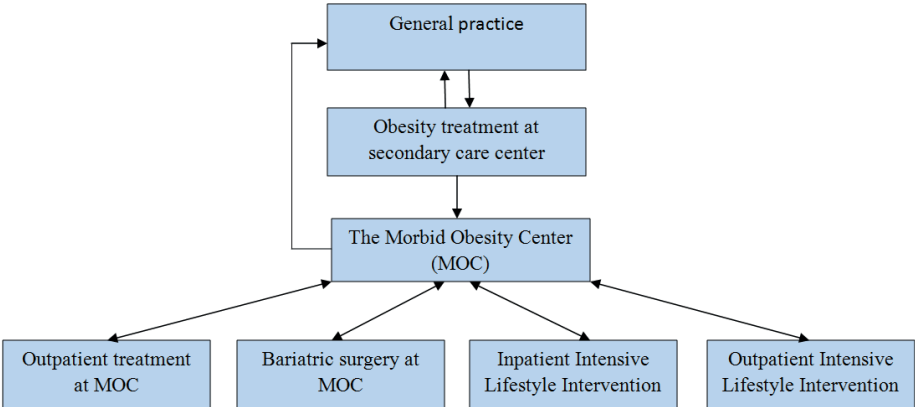 General practice
Obesity treatment at
secondary care center
The Morbid Obesity Center
(MOC)
Outpatient treatment
at MOC
Bariatric surgery at
MOC
Inpatient Intensive
Lifestyle Intervention
Outpatient Intensive
Lifestyle Intervention